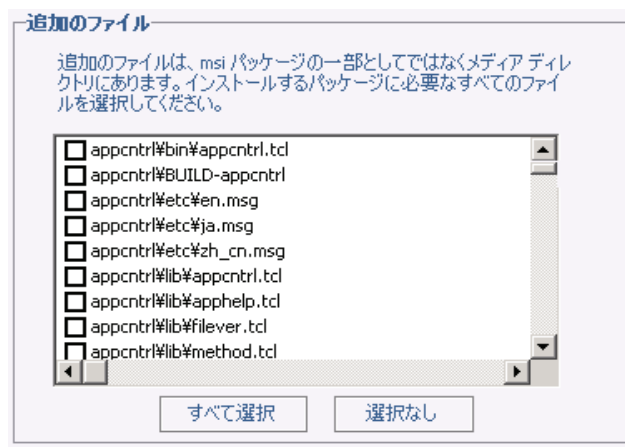 追加のファイル
追加のファイルは、msi パッケージの一部としてではなくメディア ディレ
クトリにあります。インストールするパッケージに必要なすべてのファイ
ルを選択してください。
appcntrl¥bin¥appcntrl.tcl
appcntrl¥BUILD-appcntrl
appcntrl¥etc¥en.msg
appcntrl¥etc¥ja.msg
appcntrl¥etc¥zh_cn.msg
appcntrl¥lib¥appcntrl.tcl
appcntrl¥lib¥apphelp.tcl
appcntrl¥lib¥filever.tcl
appcntrl¥lib¥method.tcl
すべて選択
選択なし